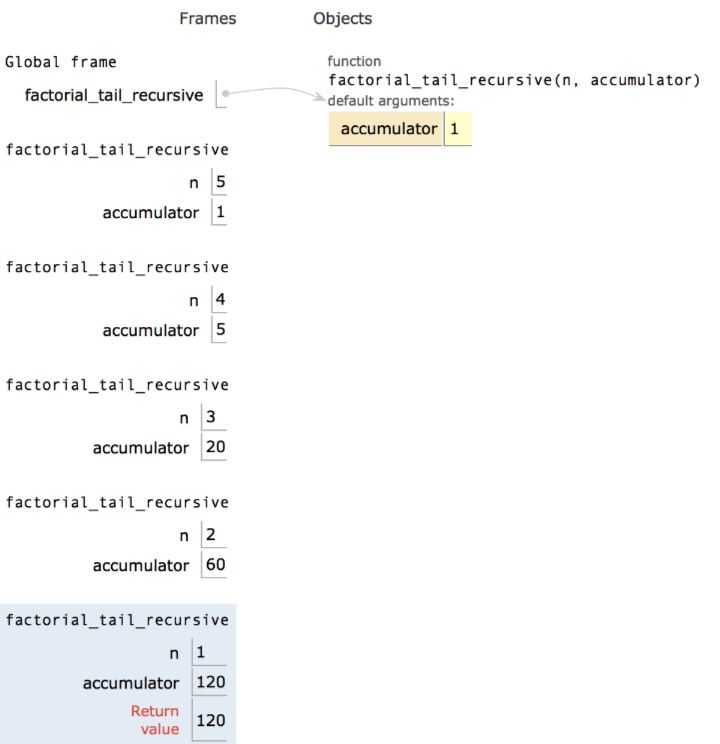 Frames Objects
Global frame
factorial_tail_recursive
function
factorial_tail_recursive(n, accumulator)
default arguments:
accumulator 1
factorial_tail_recursive
n 5
accumulator 1
factorial_tail_recursive
n 4
accumulator 5
factorial_tail_recursive
n 3
accumulator 20
factorial_tail_recursive
n 2
accumulator 60
factorial_tail_recursive
n 1
accumulator 120
Return
value 120